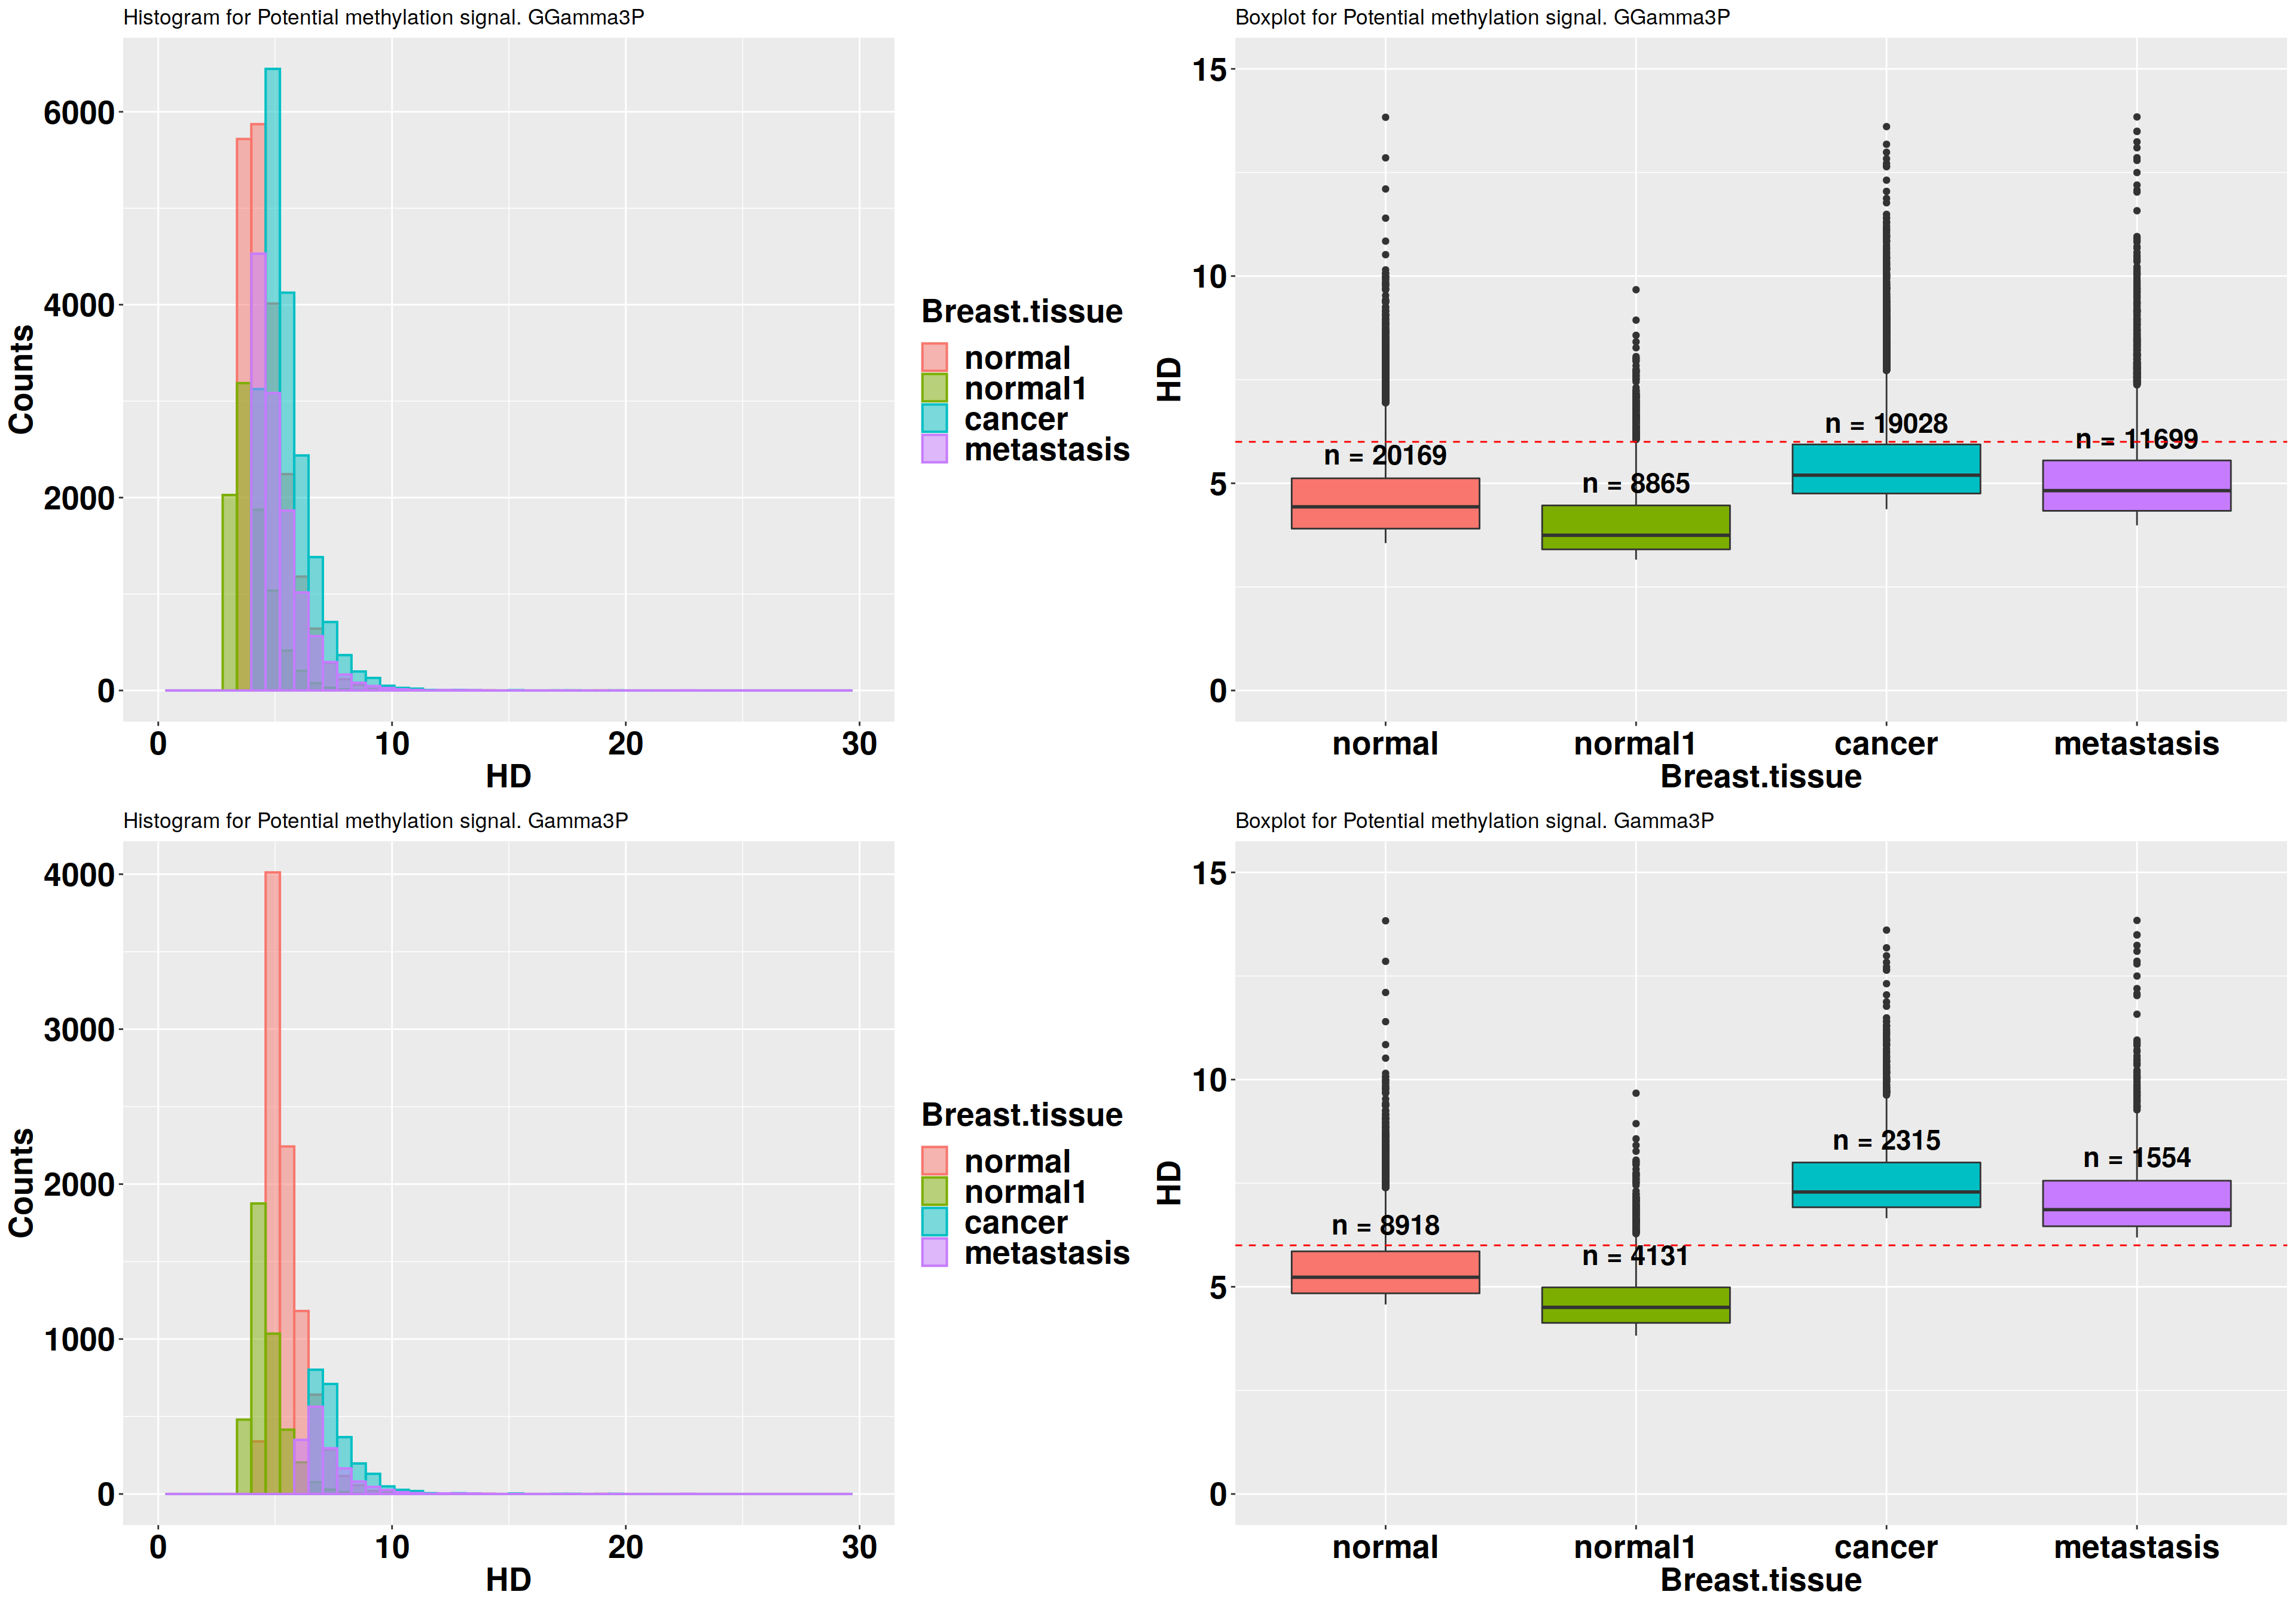 Histogram for Potential methylation signal. GGamma3P
6000
4000
2000
0
Counts
0 10 20 30
HD
Breast.tissue
normal
normal1
cancer
metastasis
Boxplot for Potential methylation signal. GGamma3P
15
10
5
0
HD
n = 20169
n = 8865
n = 19028
n = 11699
normal normal1 cancer metastasis
Breast.tissue
Histogram for Potential methylation signal. Gamma3P
4000
3000
2000
1000
0
Counts
0 10 20 30
HD
Breast.tissue
normal
normal1
cancer
metastasis
Boxplot for Potential methylation signal. Gamma3P
15
10
5
0
HD
n = 8918
n = 4131
n = 2315
n = 1554
normal normal1 cancer metastasis
Breast.tissue